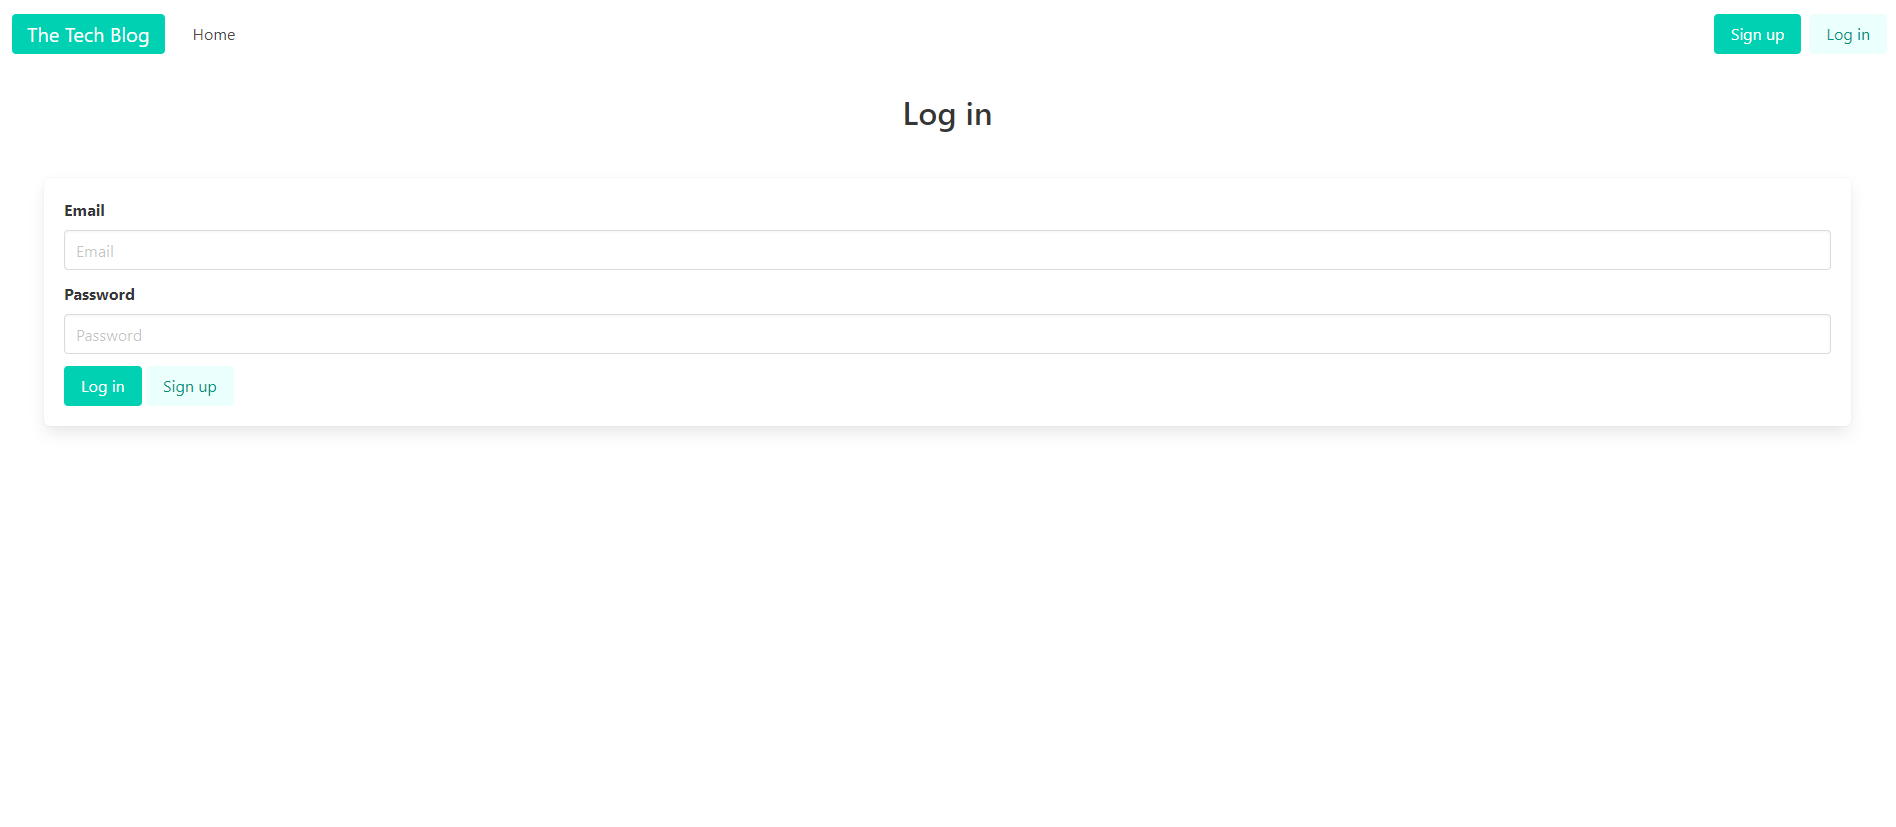 The Tech Blog Home Sign up Log in
Log in
Email
Email
Password
Password
Log in Sign up